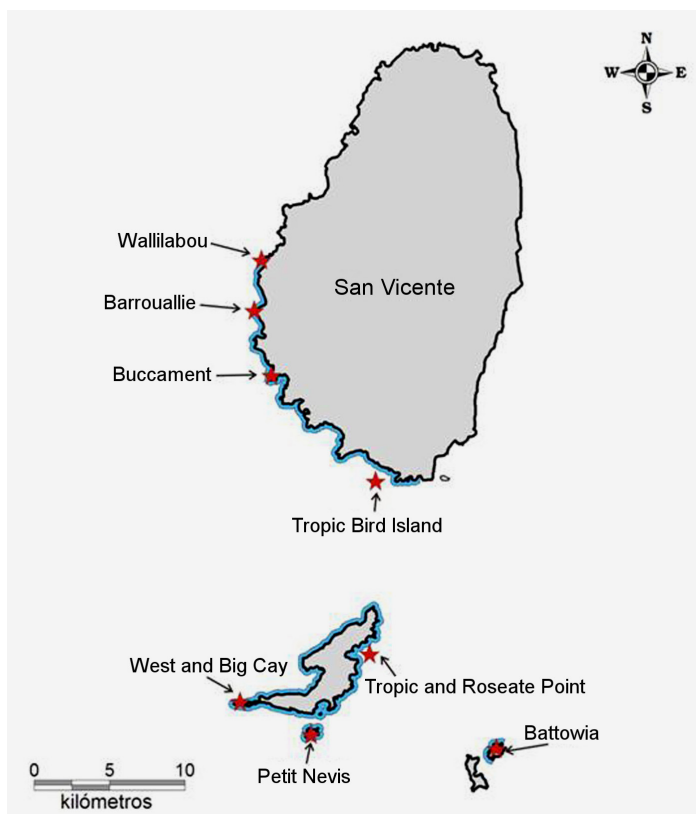 N
W E
S
Wallilabou
San Vicente
Barrouallie
Buccament
Tropic Bird Island
West and Big Cay
Tropic and Roseate Point
Battowia
Petit Nevis
0 5 10
kilómetros